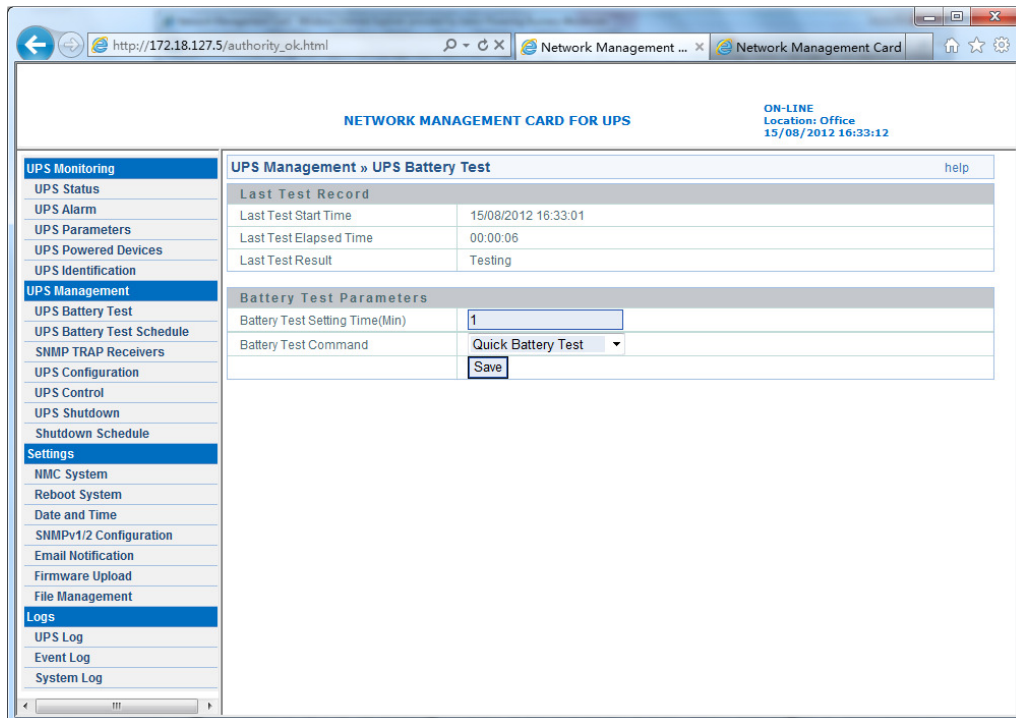 http://172.18.127.5/authority_ok.html
Network Management ...
Network Management Card
NETWORK MANAGEMENT CARD FOR UPS
ON-LINE
Location: Office
15/08/2012 16:33:12
UPS Monitoring
UPS Status
UPS Alarm
UPS Parameters
UPS Powered Devices
UPS Identification
UPS Management
UPS Battery Test
UPS Battery Test Schedule
SNMP TRAP Receivers
UPS Configuration
UPS Control
UPS Shutdown
Shutdown Schedule
Settings
NMC System
Reboot System
Date and Time
SNMPv1/2 Configuration
Email Notification
Firmware Upload
File Management
Logs
UPS Log
Event Log
System Log
UPS Management » UPS Battery Test
help
Last Test Record
Last Test Start Time 15/08/2012 16:33:01
Last Test Elapsed Time 00:00:06
Last Test Result Testing
Battery Test Parameters
Battery Test Setting Time(Min) 1
Battery Test Command Quick Battery Test
Save